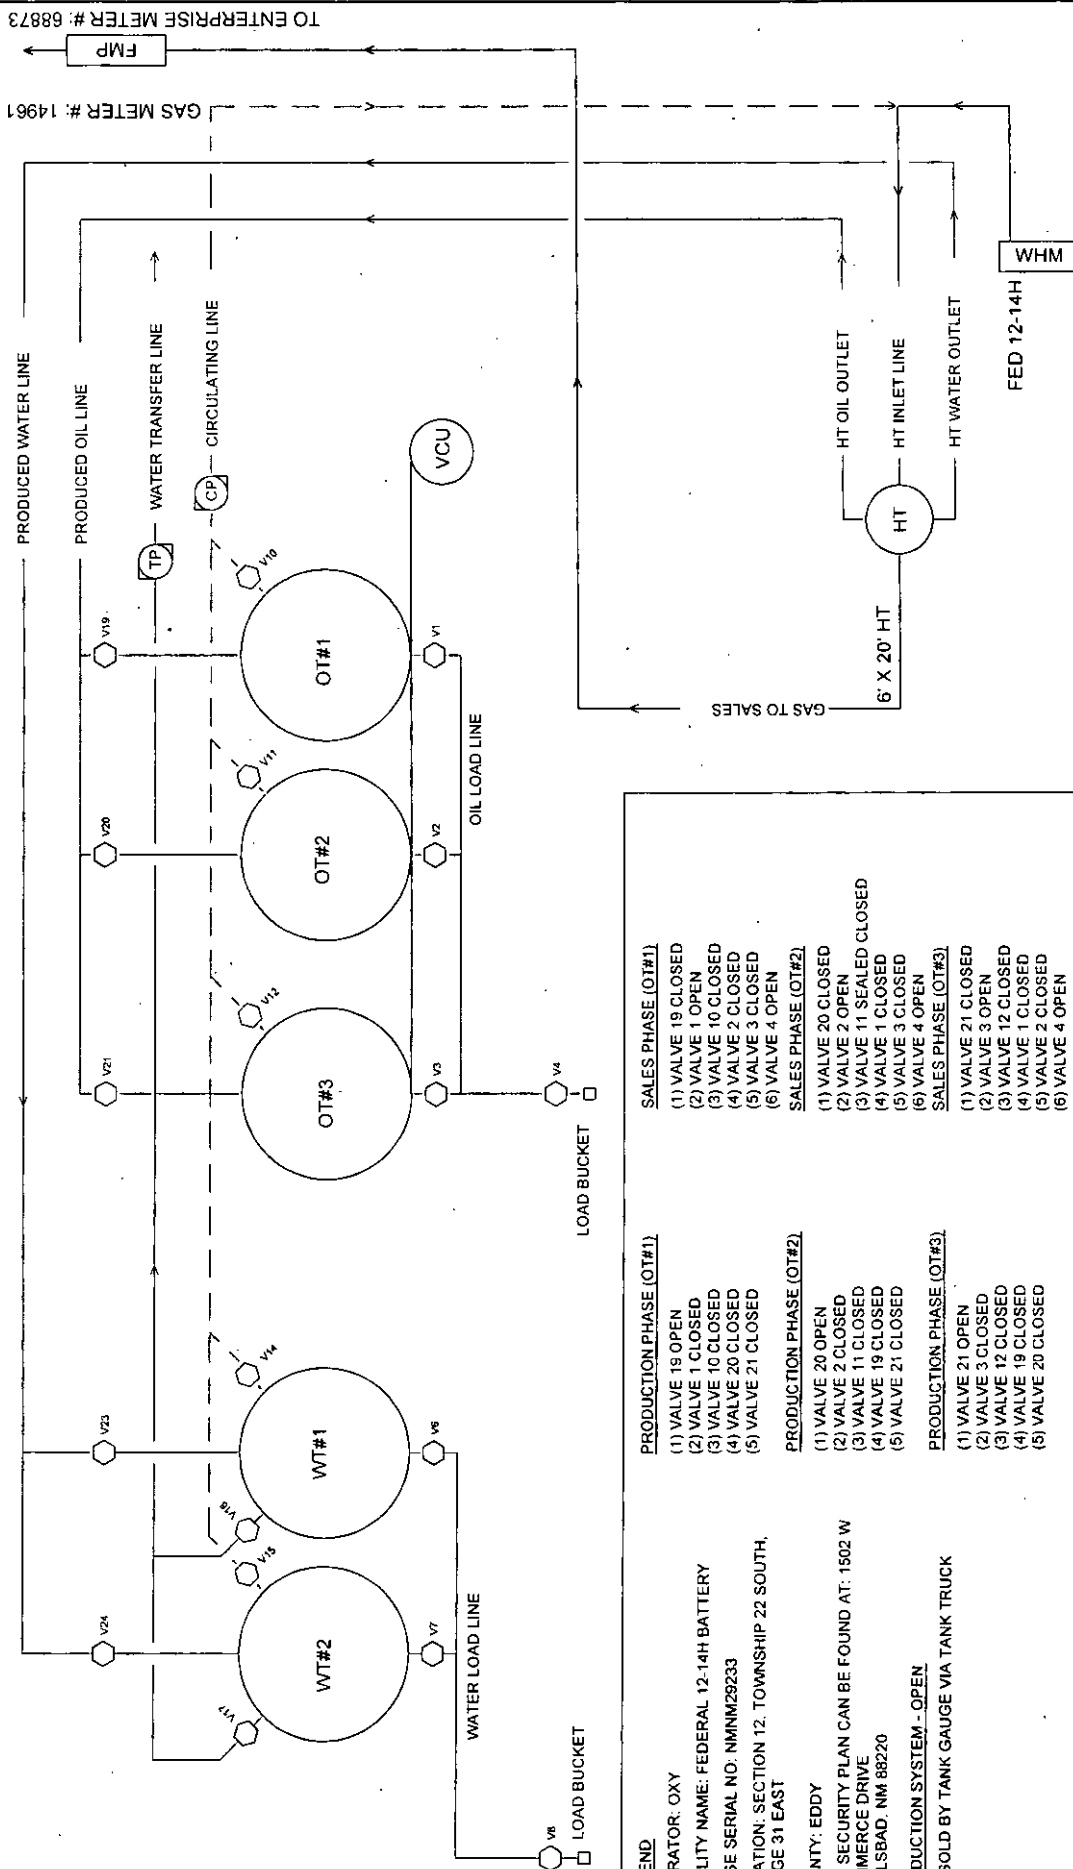 TO ENTERPRISE METER #: 68873
FMP
GAS METER #: 14961
PRODUCED WATER LINE
PRODUCED OIL LINE
WATER TRANSFER LINE
CIRCULATING LINE
TP
CP
VCU
V19
V20
V21
V23
V24
V10
V11
V12
V14
V15
V16
V17
OT#1
OT#2
OT#3
WT#1
WT#2
V1
V2
V3
V4
V6
V7
V8
OIL LOAD LINE
WATER LOAD LINE
LOAD BUCKET
LOAD BUCKET
GAS TO SALES
6' X 20' HT
HT
HT OIL OUTLET
HT INLET LINE
HT WATER OUTLET
WHM
FED 12-14H
END
RATOR: OXY
LITY NAME: FEDERAL 12-14H BATTERY
SE SERIAL NO: NMNM29233
ATION: SECTION 12, TOWNSHIP 22 SOUTH,
GE 31 EAST
NTY: EDDY
SECURITY PLAN CAN BE FOUND AT: 1502 W
MERCE DRIVE
LSBAD, NM 88220
DUCTION SYSTEM - OPEN
SOLD BY TANK GAUGE VIA TANK TRUCK
PRODUCTION PHASE (OT#1)
(1) VALVE 19 OPEN
(2) VALVE 1 CLOSED
(3) VALVE 10 CLOSED
(4) VALVE 20 CLOSED
(5) VALVE 21 CLOSED
PRODUCTION PHASE (OT#2)
(1) VALVE 20 OPEN
(2) VALVE 2 CLOSED
(3) VALVE 11 CLOSED
(4) VALVE 19 CLOSED
(5) VALVE 21 CLOSED
PRODUCTION PHASE (OT#3)
(1) VALVE 21 OPEN
(2) VALVE 3 CLOSED
(3) VALVE 12 CLOSED
(4) VALVE 19 CLOSED
(5) VALVE 20 CLOSED
SALES PHASE (OT#1)
(1) VALVE 19 CLOSED
(2) VALVE 1 OPEN
(3) VALVE 10 CLOSED
(4) VALVE 2 CLOSED
(5) VALVE 3 CLOSED
(6) VALVE 4 OPEN
SALES PHASE (OT#2)
(1) VALVE 20 CLOSED
(2) VALVE 2 OPEN
(3) VALVE 11 SEALED CLOSED
(4) VALVE 1 CLOSED
(5) VALVE 3 CLOSED
(6) VALVE 4 OPEN
SALES PHASE (OT#3)
(1) VALVE 21 CLOSED
(2) VALVE 3 OPEN
(3) VALVE 12 CLOSED
(4) VALVE 1 CLOSED
(5) VALVE 2 CLOSED
(6) VALVE 4 OPEN